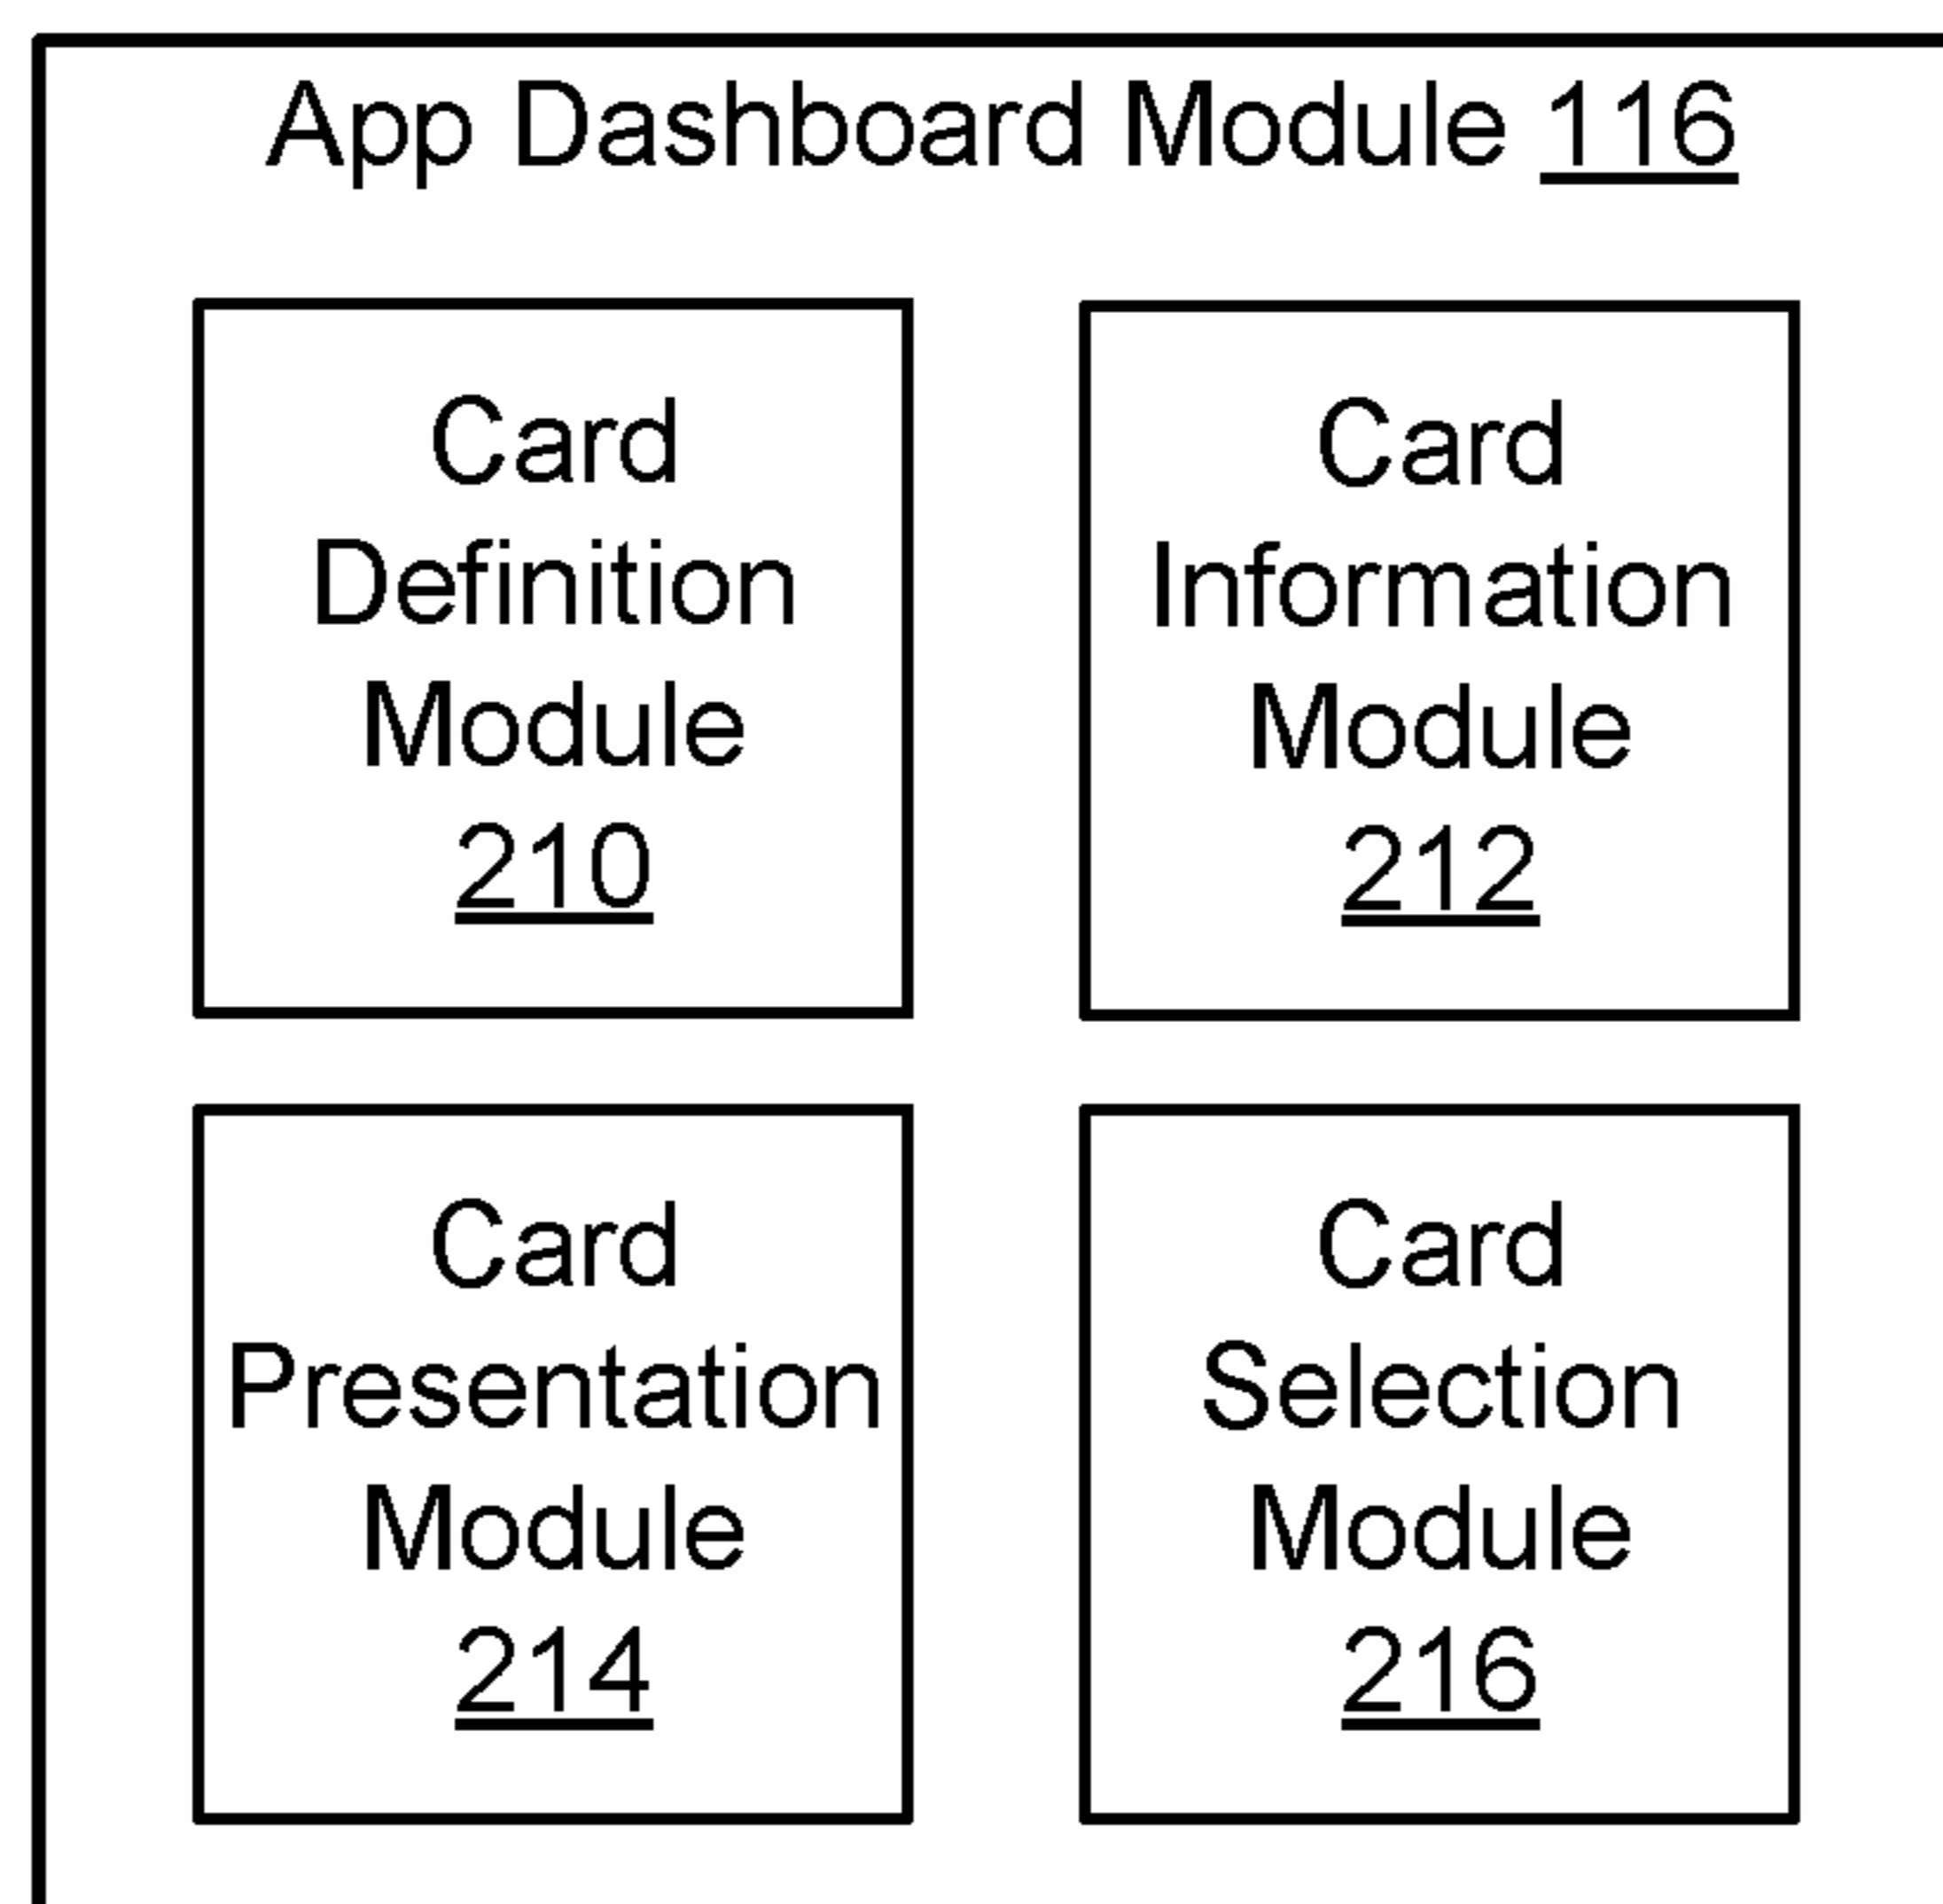 App Dashboard Module 116
Card
Definition
Module
210
Card
Information
Module
212
Card
Presentation
Module
214
Card
Selection
Module
216